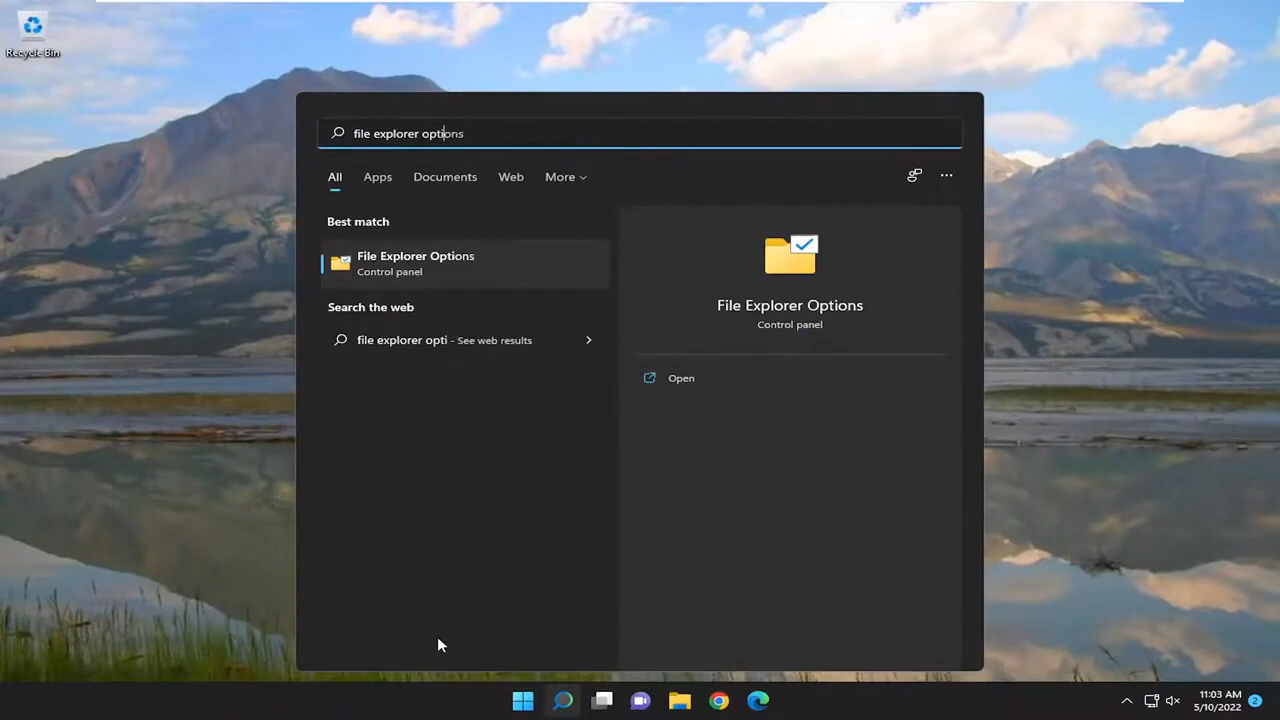 Recycle Bin
file explorer options
All Apps Documents Web More
Best match
File Explorer Options
Control panel
Search the web
file explorer opti - See web results
File Explorer Options
Control panel
Open
11:03 AM
5/10/2022
2